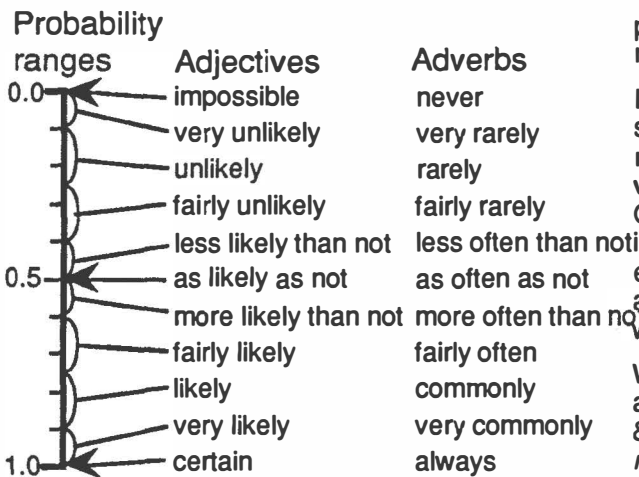 Probability
ranges Adjectives Adverbs
0.0 impossible never
very unlikely very rarely
unlikely rarely
fairly unlikely fairly rarely
less likely than not less often than not
0.5 as likely as not as often as not
more likely than not more often than no
fairly likely fairly often
likely commonly
very likely very commonly
1.0 certain always